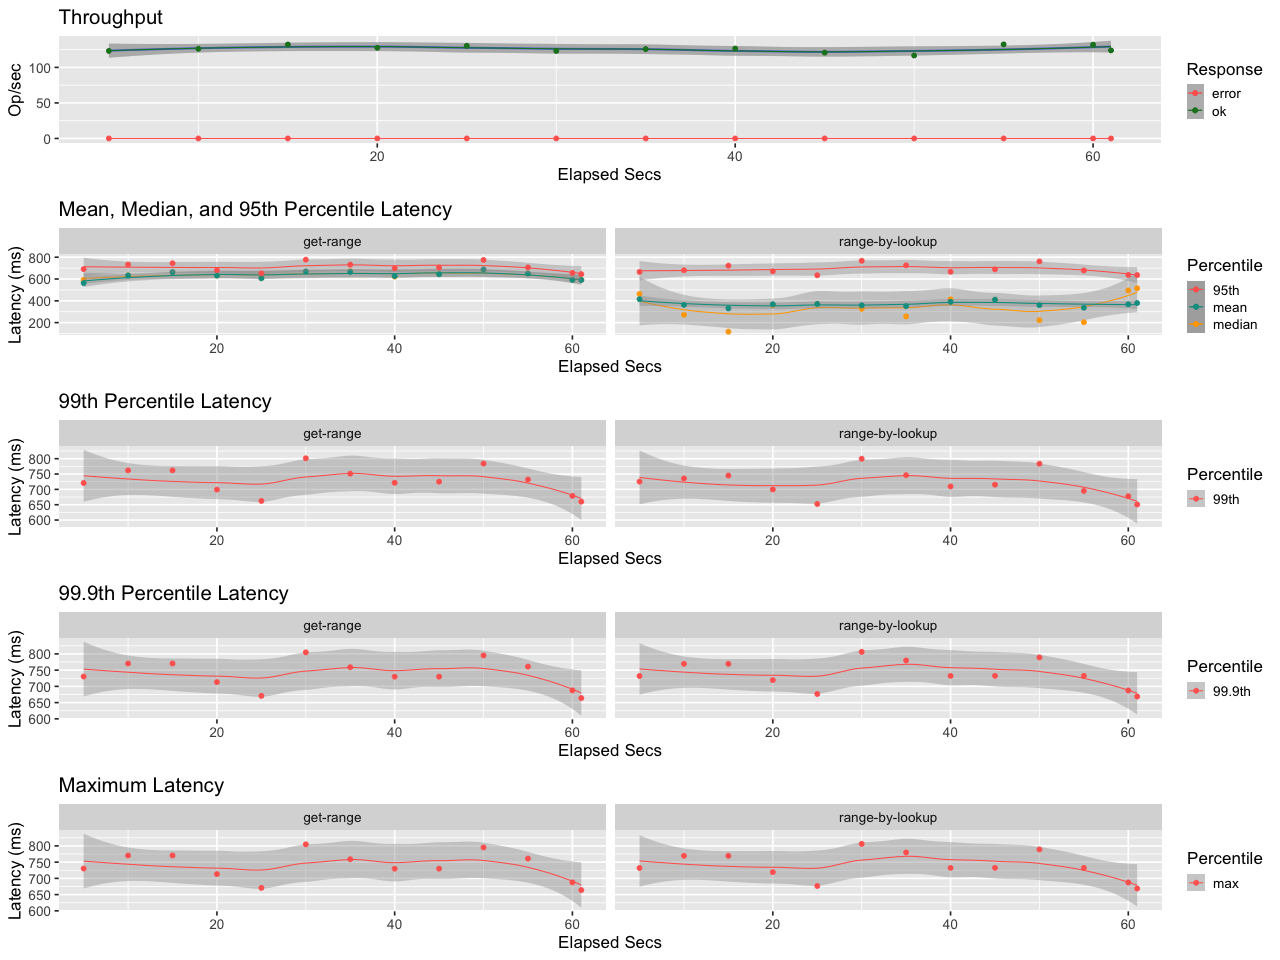 Throughput
Op/sec
100
50
0
20 40 60
Elapsed Secs
Response
error
ok
Mean, Median, and 95th Percentile Latency
get-range range-by-lookup
Latency (ms)
800
600
400
200
20 40 60 20 40 60
Elapsed Secs
Percentile
95th
mean
median
99th Percentile Latency
get-range range-by-lookup
Latency (ms)
800
750
700
650
600
20 40 60 20 40 60
Elapsed Secs
Percentile
99th
99.9th Percentile Latency
get-range range-by-lookup
Latency (ms)
800
750
700
650
600
20 40 60 20 40 60
Elapsed Secs
Percentile
99.9th
Maximum Latency
get-range range-by-lookup
Latency (ms)
800
750
700
650
600
20 40 60 20 40 60
Elapsed Secs
Percentile
max